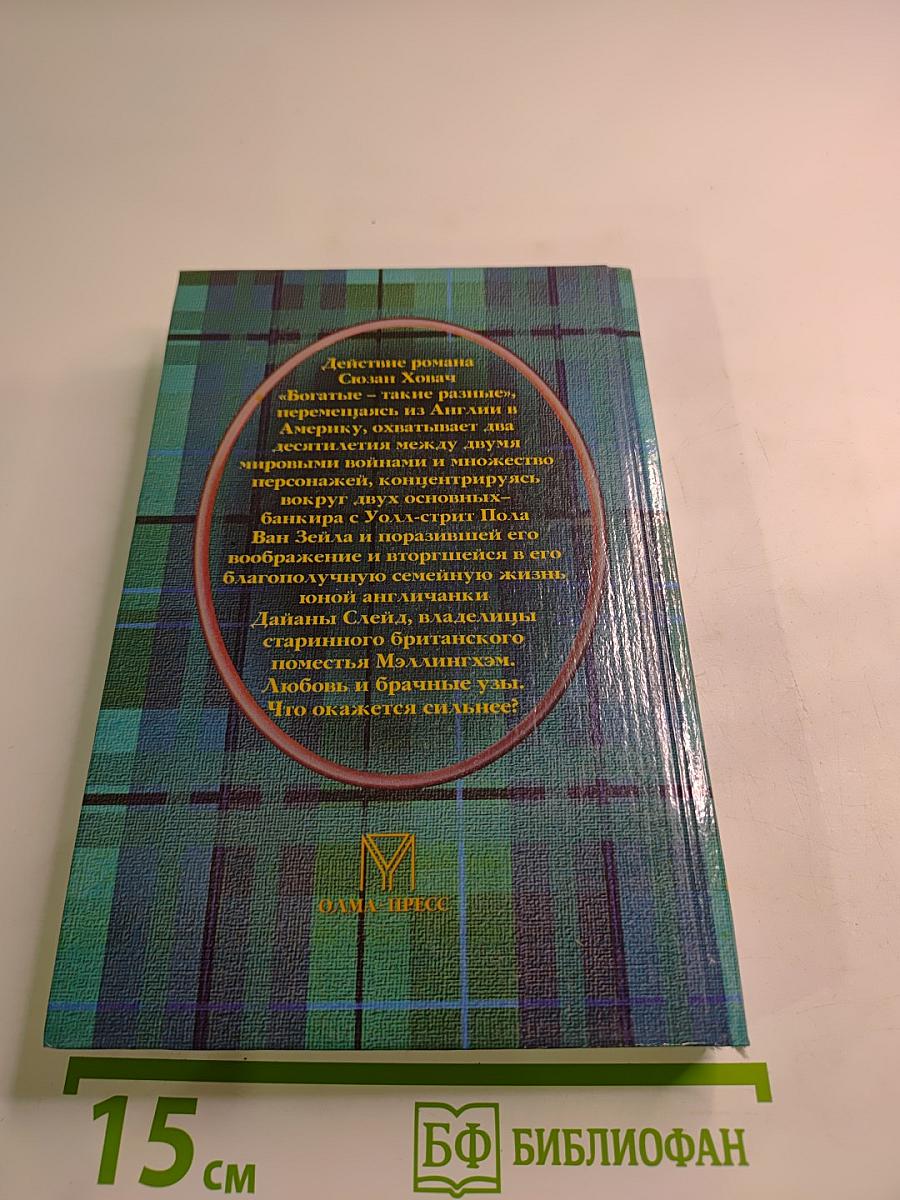 Действие романа
Сюзан Ховач
«Богатые – такие разные»,
перемещаясь из Англии в
Америку, охватывает два
десятилетия между двумя
мировыми войнами и множество
персонажей, концентрируясь
вокруг двух основных–
банкира с Уолл-стрит Пола
Ван Зейла и поразившей его
воображение и вторгшейся в его
благополучную семейную жизнь
юной англичанки
Дайаны Слейд, владелицы
старинного британского
поместья Мэллингхэм.
Любовь и брачные узы.
Что окажется сильнее?
ОЛМА-ПРЕСС
15 см
БФ БИБЛИОФАН